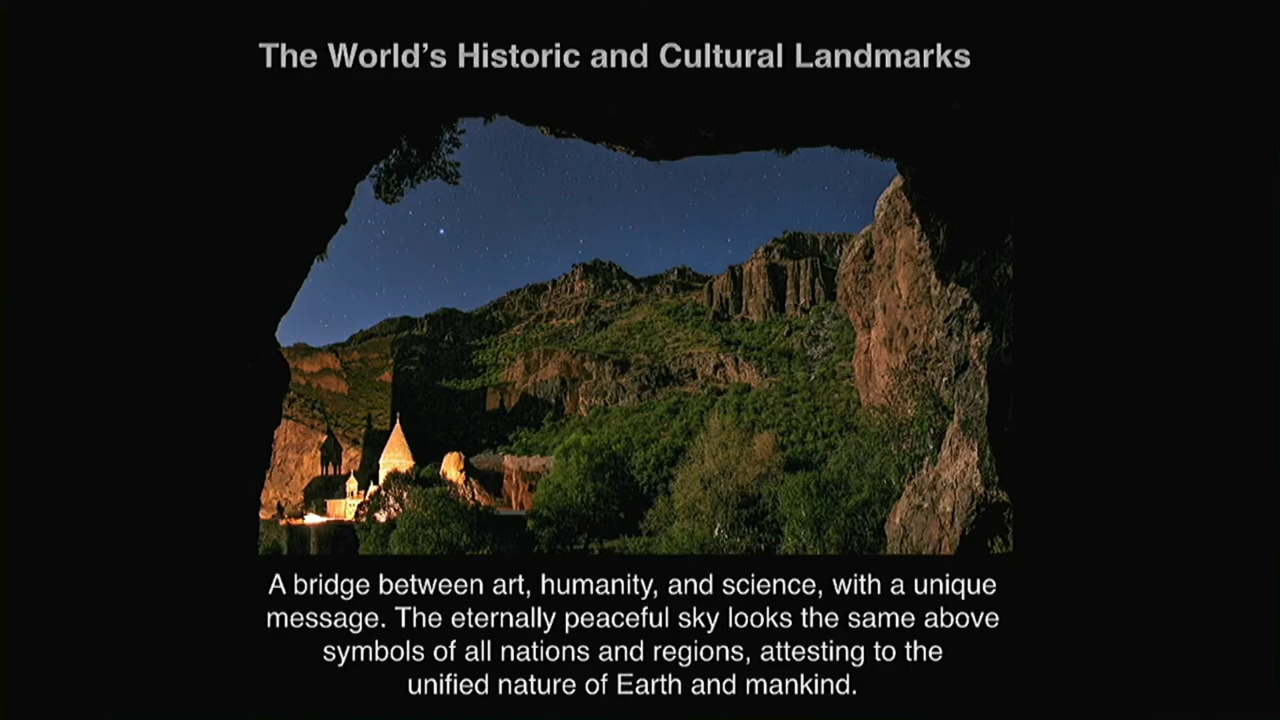 The World’s Historic and Cultural Landmarks
A bridge between art, humanity, and science, with a unique
message. The eternally peaceful sky looks the same above
symbols of all nations and regions, attesting to the
unified nature of Earth and mankind.